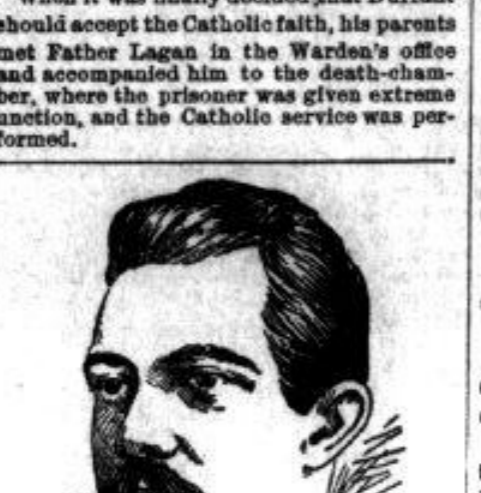 should accept the Catholic faith, his parents
met Father Lagan in the Warden's office
and accompanied him to the death-cham-
ber, where the prisoner was given extreme
unction, and the Catholic service was per-
formed.